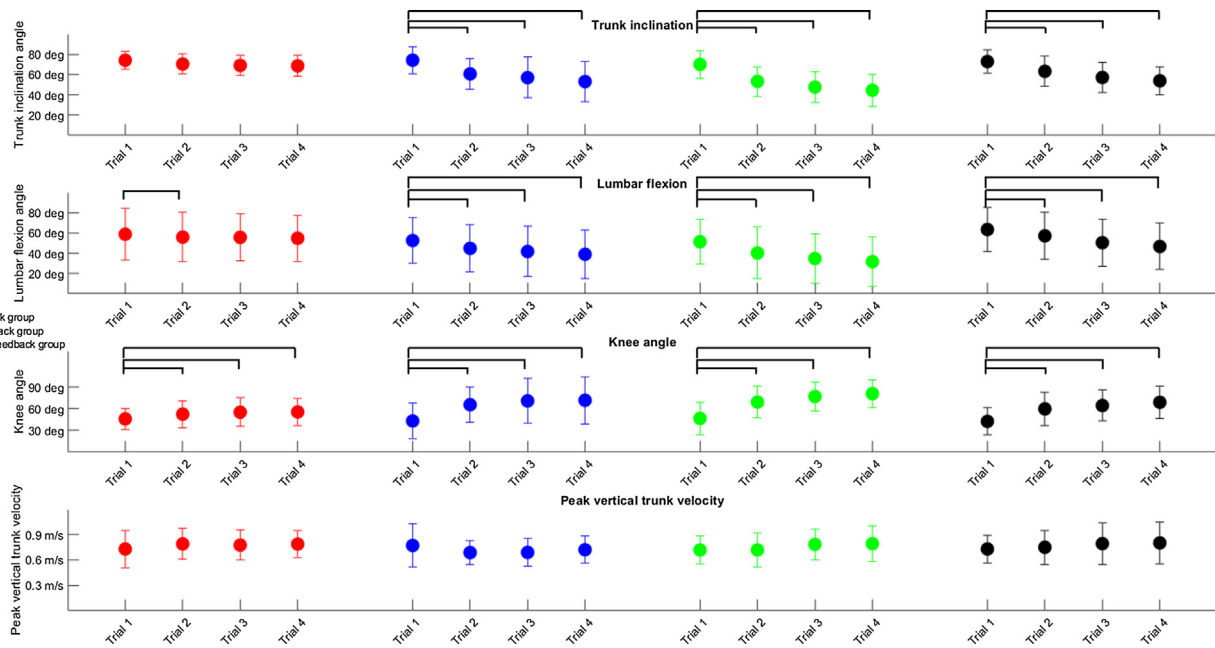 Trunk inclination
Trunk inclination angle
80 deg
60 deg
40 deg
20 deg
Trial 1 Trial 2 Trial 3 Trial 4 Trial 1 Trial 2 Trial 3 Trial 4 Trial 1 Trial 2 Trial 3 Trial 4 Trial 1 Trial 2 Trial 3 Trial 4
Lumbar flexion
Lumbar flexion angle
80 deg
60 deg
40 deg
20 deg
Trial 1 Trial 2 Trial 3 Trial 4 Trial 1 Trial 2 Trial 3 Trial 4 Trial 1 Trial 2 Trial 3 Trial 4 Trial 1 Trial 2 Trial 3 Trial 4
k group
ack group
eedback group
Knee angle
Knee angle
90 deg
60 deg
30 deg
Trial 1 Trial 2 Trial 3 Trial 4 Trial 1 Trial 2 Trial 3 Trial 4 Trial 1 Trial 2 Trial 3 Trial 4 Trial 1 Trial 2 Trial 3 Trial 4
Peak vertical trunk velocity
Peak vertical trunk velocity
0.9 m/s
0.6 m/s
0.3 m/s
Trial 1 Trial 2 Trial 3 Trial 4 Trial 1 Trial 2 Trial 3 Trial 4 Trial 1 Trial 2 Trial 3 Trial 4 Trial 1 Trial 2 Trial 3 Trial 4